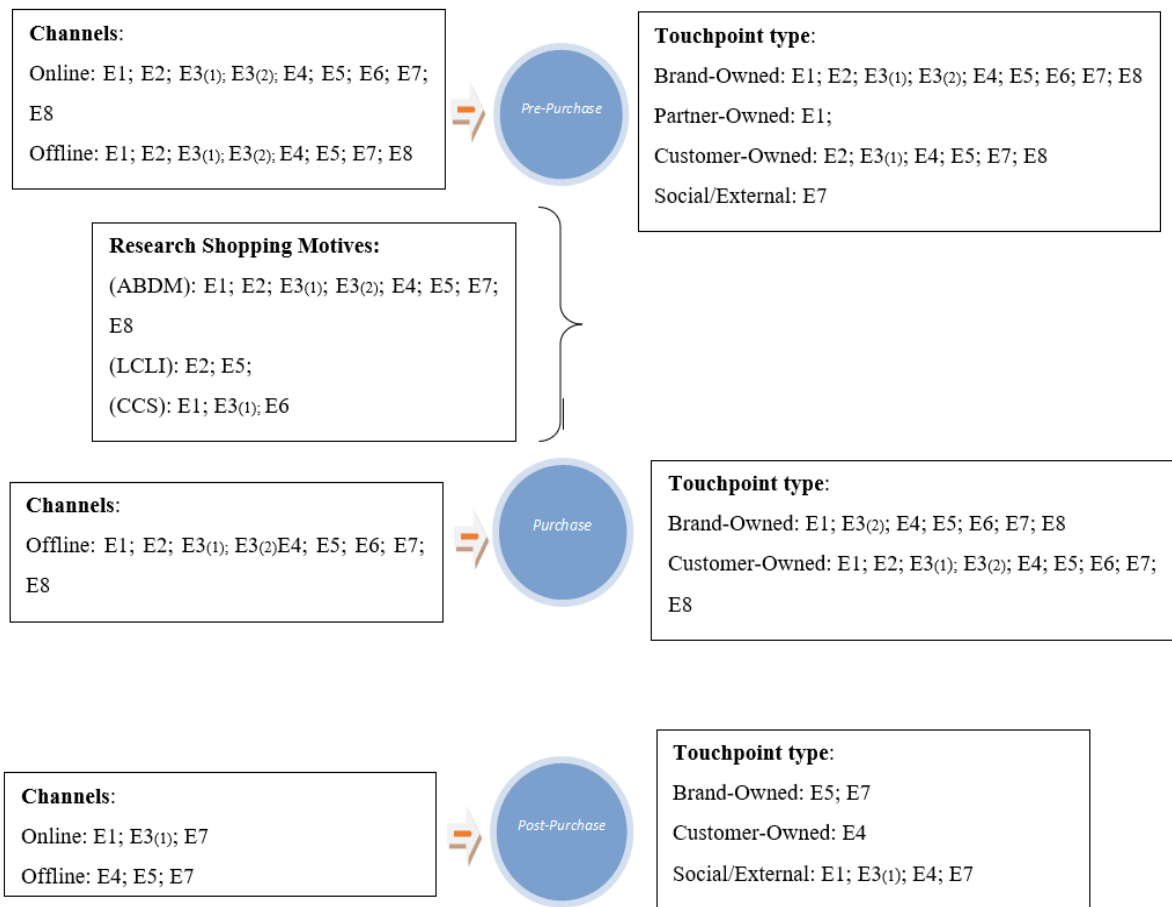 Channels:
Online: E1; E2; E3(1); E3(2); E4; E5; E6; E7;
E8
Offline: E1; E2; E3(1); E3(2); E4; E5; E7; E8
Pre-Purchase
Touchpoint type:
Brand-Owned: E1; E2; E3(1); E3(2); E4; E5; E6; E7; E8
Partner-Owned: E1;
Customer-Owned: E2; E3(1); E4; E5; E7; E8
Social/External: E7
Research Shopping Motives:
(ABDM): E1; E2; E3(1); E3(2); E4; E5; E7;
E8
(LCLI): E2; E5;
(CCS): E1; E3(1); E6
Channels:
Offline: E1; E2; E3(1); E3(2)E4; E5; E6; E7;
E8
Purchase
Touchpoint type:
Brand-Owned: E1; E3(2); E4; E5; E6; E7; E8
Customer-Owned: E1; E2; E3(1); E3(2); E4; E5; E6; E7;
E8
Channels:
Online: E1; E3(1); E7
Offline: E4; E5; E7
Post-Purchase
Touchpoint type:
Brand-Owned: E5; E7
Customer-Owned: E4
Social/External: E1; E3(1); E4; E7